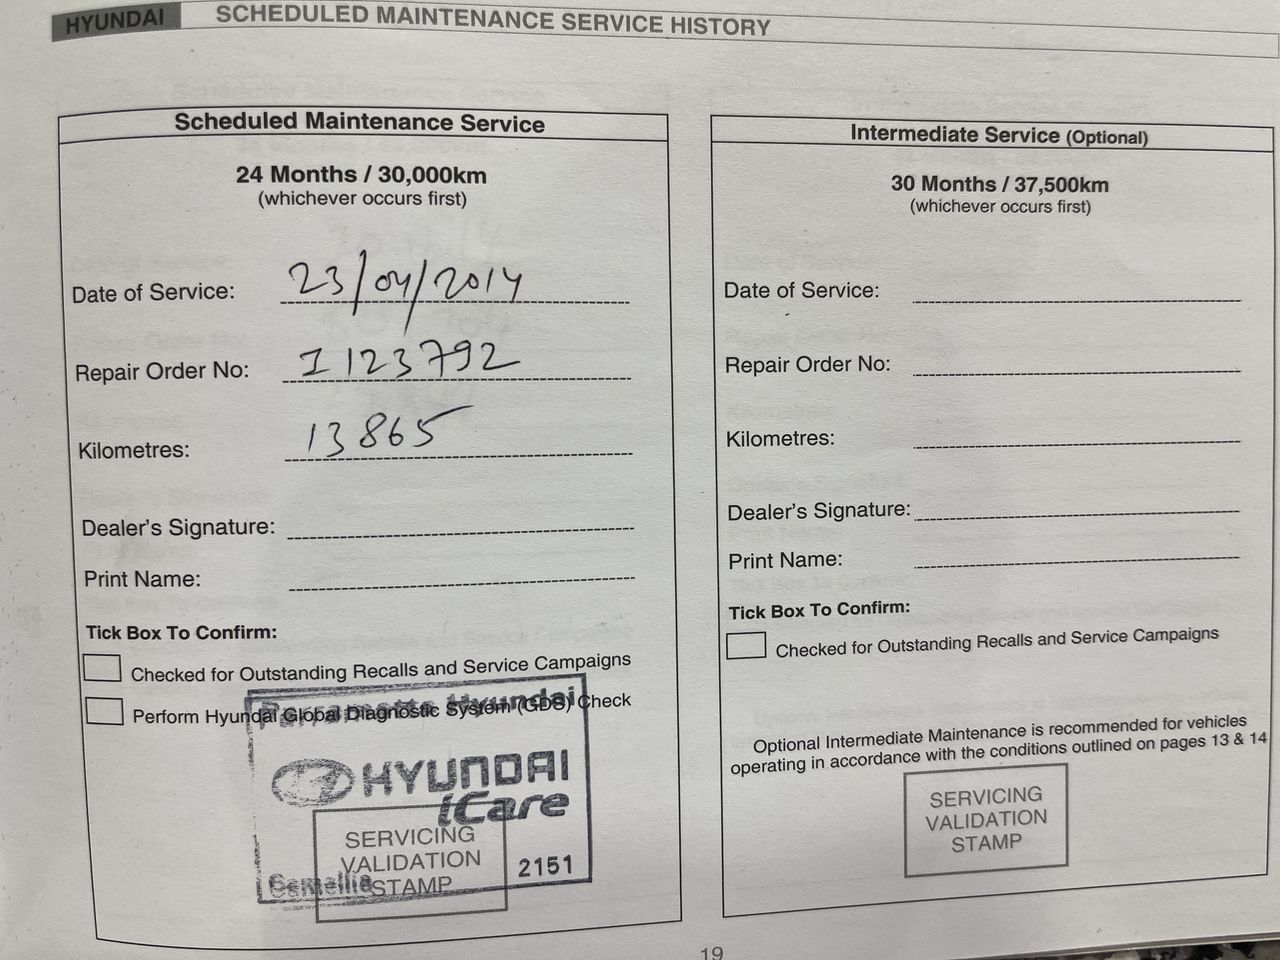 HYUNDAI
SCHEDULED MAINTENANCE SERVICE HISTORY
Scheduled Maintenance Service
24 Months / 30,000km
(whichever occurs first)
Date of Service: 23/04/2014
Repair Order No: I123792
Kilometres: 13865
Dealer's Signature:
Print Name:
Tick Box To Confirm:
Checked for Outstanding Recalls and Service Campaigns
Perform Hyundai Global Diagnostic System (GDS) Check
Parramatta Hyundai
HYUNDAI
iCare
SERVICING
VALIDATION
STAMP
Camellia 2151
Intermediate Service (Optional)
30 Months / 37,500km
(whichever occurs first)
Date of Service:
Repair Order No:
Kilometres:
Dealer's Signature:
Print Name:
Tick Box To Confirm:
Checked for Outstanding Recalls and Service Campaigns
Optional Intermediate Maintenance is recommended for vehicles
operating in accordance with the conditions outlined on pages 13 & 14
SERVICING
VALIDATION
STAMP
19